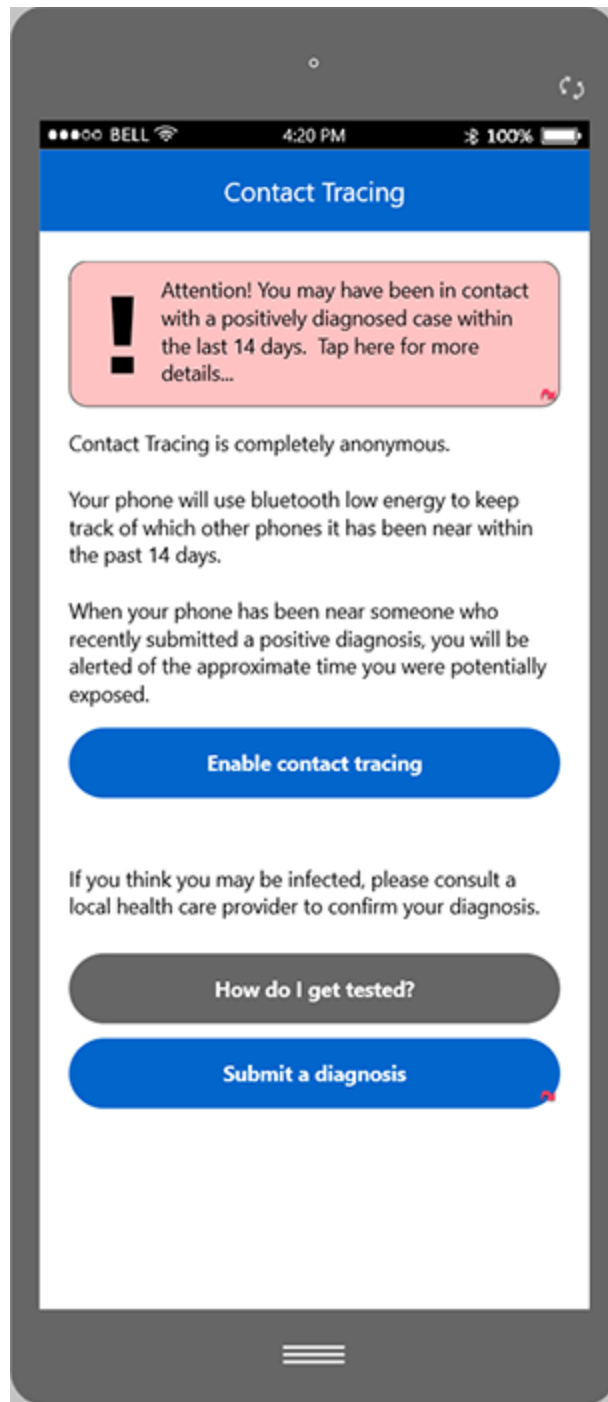 BELL 4:20 PM 100%
Contact Tracing
Attention! You may have been in contact
with a positively diagnosed case within
the last 14 days. Tap here for more
details...
!
Contact Tracing is completely anonymous.
Your phone will use bluetooth low energy to keep
track of which other phones it has been near within
the past 14 days.
When your phone has been near someone who
recently submitted a positive diagnosis, you will be
alerted of the approximate time you were potentially
exposed.
Enable contact tracing
If you think you may be infected, please consult a
local health care provider to confirm your diagnosis.
How do I get tested?
Submit a diagnosis